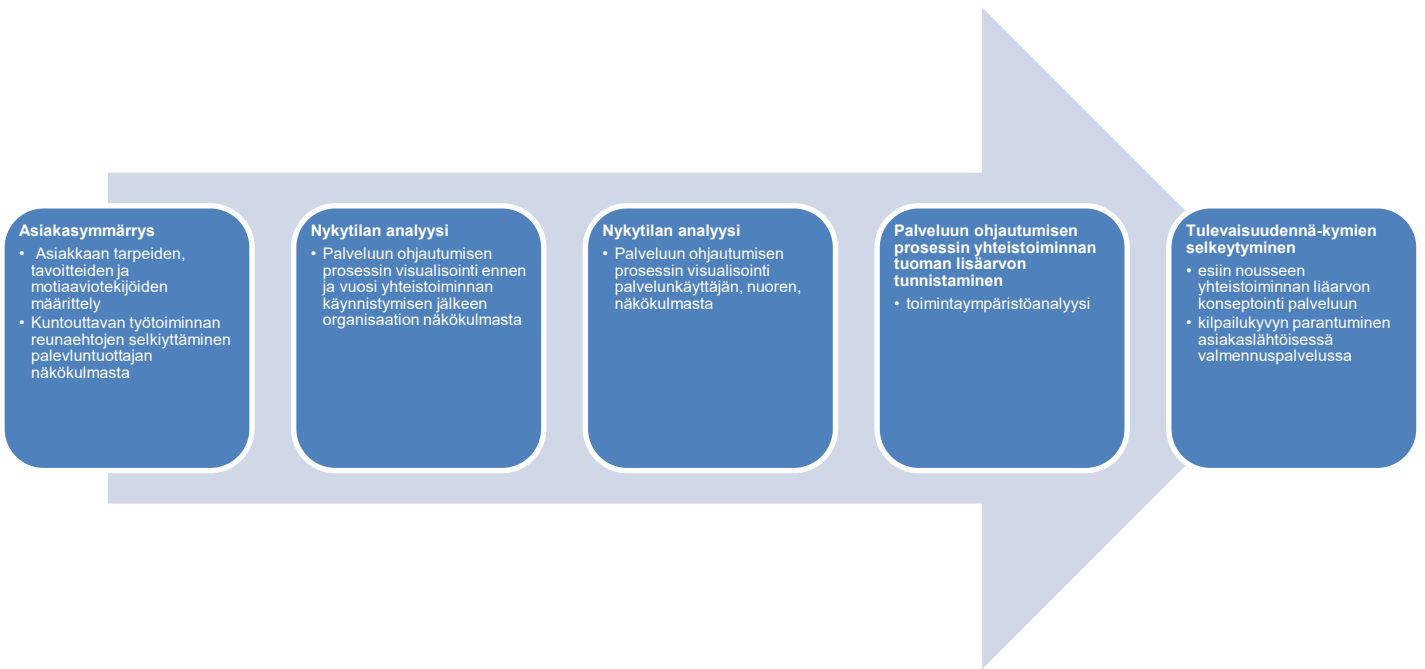 Asiakasymmärrys
• Asiakkaan tarpeiden,
tavoitteiden ja
motiaaviotekijöiden
määrittely
• Kuntouttavan työtoiminnan
reunaehtojen selkiyttäminen
palevluntuottajan
näkökulmasta
Nykytilan analyysi
• Palveluun ohjautumisen
prosessin visualisointi ennen
ja vuosi yhteistoiminnan
käynnistymisen jälkeen
organisaation näkökulmasta
Nykytilan analyysi
• Palveluun ohjautumisen
prosessin visualisointi
palvelunkäyttäjän, nuoren,
näkökulmasta
Palveluun ohjautumisen
prosessin yhteistoiminnan
tuoman lisäarvon
tunnistaminen
• toimintaympäristöanalyysi
Tulevaisuudennä-kymien
selkeytyminen
• esiin nousseen
yhteistoiminnan liäarvon
konseptointi palveluun
• kilpailukyvyn parantuminen
asiakaslähtöisessä
valmennuspalvelussa